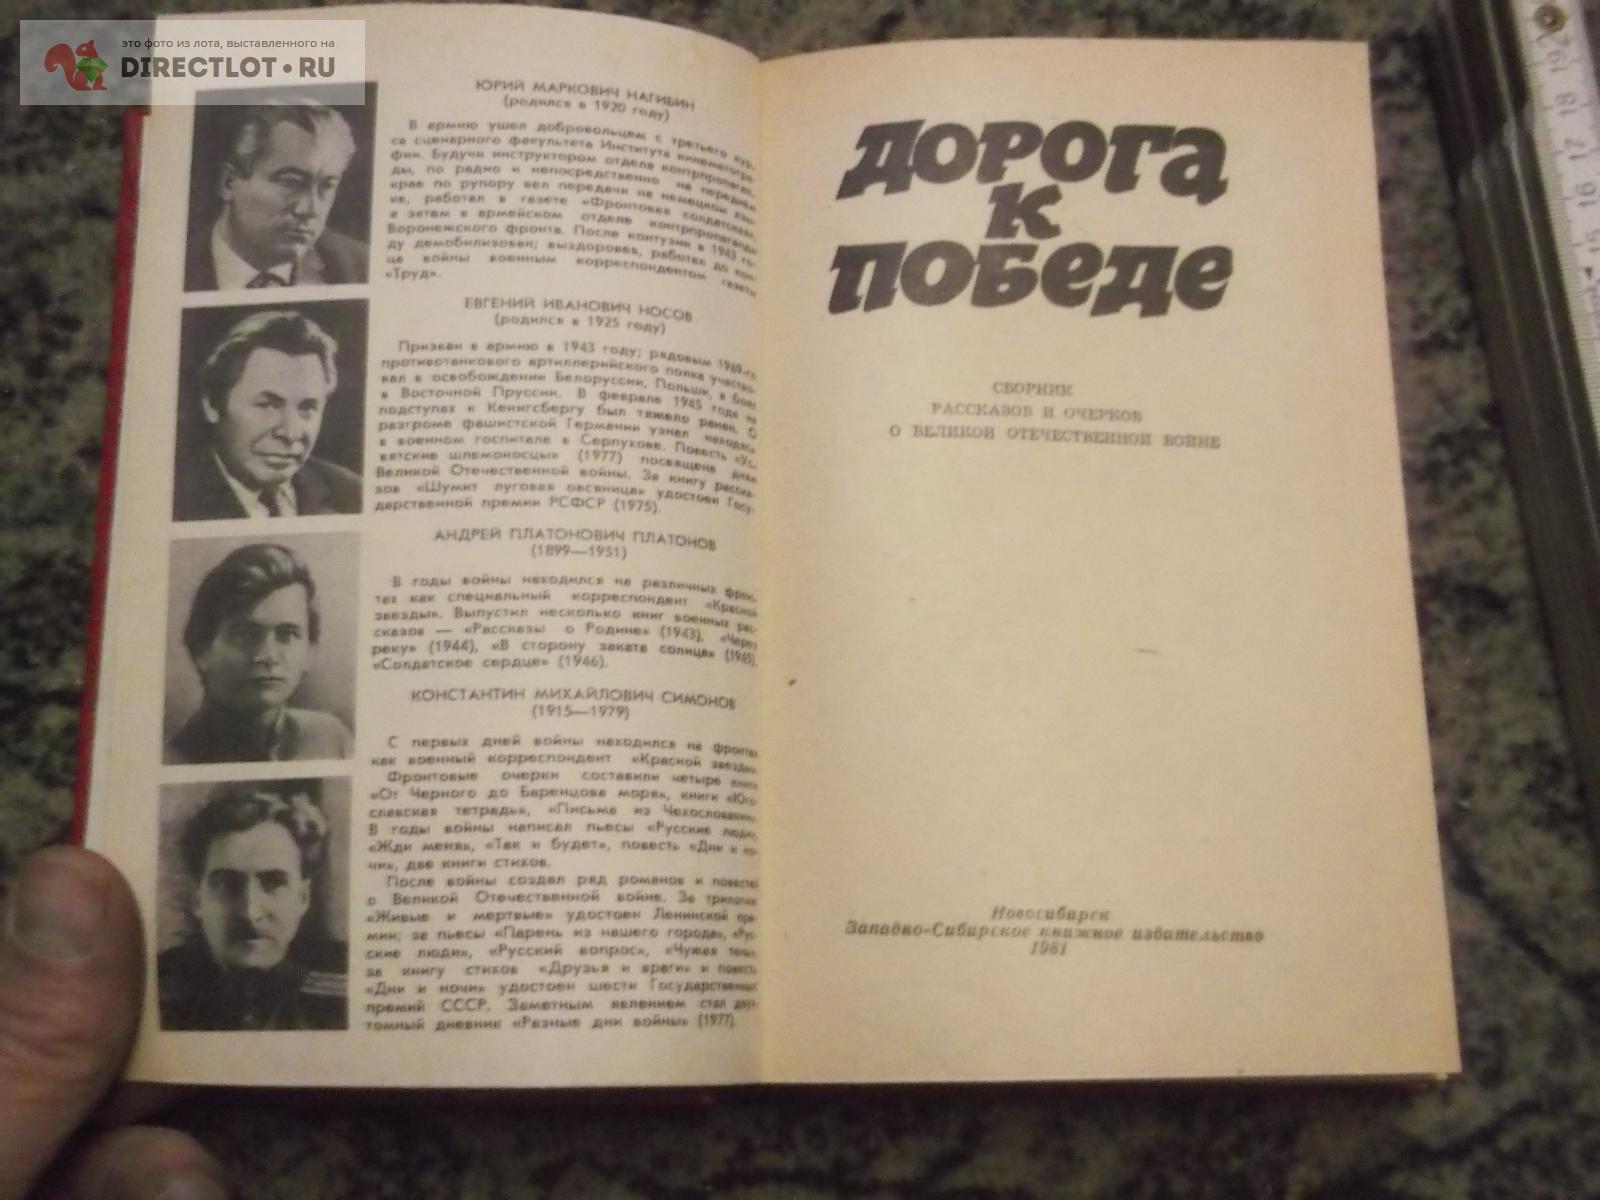 это фото из лота, выставленного на
DIRECTLOT.RU
ЮРИЙ МАРКОВИЧ НАГИБИН
(родился в 1920 году)
В армию ушел добровольцем с третьего кур-
са сценарного факультета Института кинематогра-
фии. Будучи инструктором отдела контрпропаган-
ды, по радио и непосредственно на переднем
крае по рупору вел передачи на немецком язы-
ке, работал в газете «Фронтовая солдатская»,
а затем в армейском отделе контрпропаганды
Воронежского фронта. После контузии в 1943 го-
ду демобилизован; выздоровев, работал до кон-
ца войны военным корреспондентом газеты
«Труд».
ЕВГЕНИЙ ИВАНОВИЧ НОСОВ
(родился в 1925 году)
Призван в армию в 1943 году; рядовым 1969-го
противотанкового артиллерийского полка участво-
вал в освобождении Белоруссии, Польши, в боях
в Восточной Пруссии. В феврале 1945 года на
подступах к Кенигсбергу был тяжело ранен. О
разгроме фашистской Германии узнал находясь
в военном госпитале в Серпухове. Повесть «Ус-
вятские шлемоносцы» (1977) посвящена дням
Великой Отечественной войны. За книгу расска-
зов «Шумит луговая овсяница» удостоен Госу-
дарственной премии РСФСР (1975).
АНДРЕЙ ПЛАТОНОВИЧ ПЛАТОНОВ
(1899—1951)
В годы войны находился на различных фрон-
тах как специальный корреспондент «Красной
звезды». Выпустил несколько книг военных рас-
сказов — «Рассказы о Родине» (1943), «Через
реку» (1944), «В сторону заката солнца» (1945),
«Солдатское сердце» (1946).
КОНСТАНТИН МИХАЙЛОВИЧ СИМОНОВ
(1915—1979)
С первых дней войны находился на фронтах
как военный корреспондент «Красной звезды».
Фронтовые очерки составили четыре книги
«От Черного до Баренцова моря», книги «Юго-
славская тетрадь», «Письма из Чехословакии».
В годы войны написал пьесы «Русские люди»,
«Жди меня», «Так и будет», повесть «Дни и но-
чи», две книги стихов.
После войны создал ряд романов и повестей
о Великой Отечественной войне. За трилогию
«Живые и мертвые» удостоен Ленинской пре-
мии; за пьесы «Парень из нашего города», «Рус-
ские люди», «Русский вопрос», «Чужая тень»,
за книгу стихов «Друзья и враги» и повесть
«Дни и ночи» удостоен шести Государственных
премий СССР. Заметным явлением стал двух-
томный дневник «Разные дни войны» (1977).
ДОРОГА
К
ПОБЕДЕ
СБОРНИК
РАССКАЗОВ И ОЧЕРКОВ
О ВЕЛИКОЙ ОТЕЧЕСТВЕННОЙ ВОЙНЕ
Новосибирск
Западно-Сибирское книжное издательство
1981
19
18
17
16
15